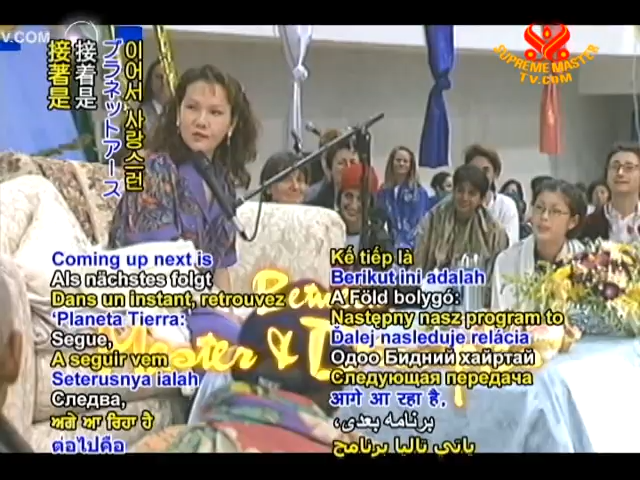 V.COM
SUPREME MASTER
TV.COM
이어서, 사랑스런
プラネットアース
接着是
接著是
Coming up next is
Als nächstes folgt
Dans un instant, retrouvez
'Planeta Tierra:
Segue,
A seguir vem
Seterusnya ialah
Следва,
ਅਗੇ ਆ ਰਿਹਾ ਹੈ
ต่อไปคือ
Kế tiếp là
Berikut ini adalah
A Föld bolygó:
Następny nasz program to
Ďalej nasleduje relácia
Одоо Бидний хайртай
Следующая передача
आगे आ रहा है,
برنامه بعدی،
ياتي تاليا برنامج
Master &